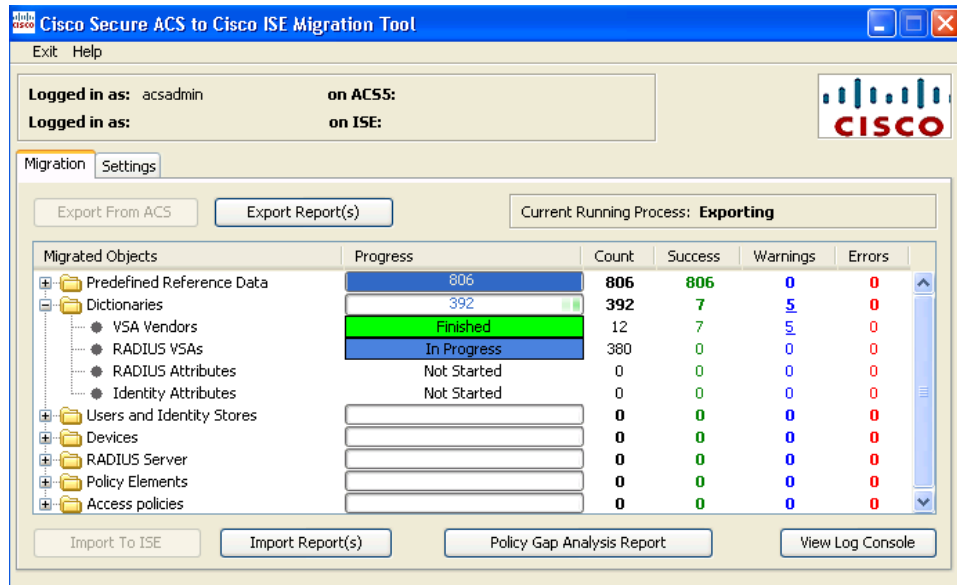 Cisco Secure ACS to Cisco ISE Migration Tool
Exit Help
Logged in as: acsadmin on ACS5:
Logged in as: on ISE:
CISCO
Migration Settings
Export From ACS Export Report(s) Current Running Process: Exporting
Migrated Objects Progress Count Success Warnings Errors
Predefined Reference Data 806 806 806 0 0
Dictionaries 392 392 7 5 0
VSA Vendors Finished 12 7 5 0
RADIUS VSAs In Progress 380 0 0 0
RADIUS Attributes Not Started 0 0 0 0
Identity Attributes Not Started 0 0 0 0
Users and Identity Stores 0 0 0 0
Devices 0 0 0 0
RADIUS Server 0 0 0 0
Policy Elements 0 0 0 0
Access policies 0 0 0 0
Import To ISE Import Report(s) Policy Gap Analysis Report View Log Console